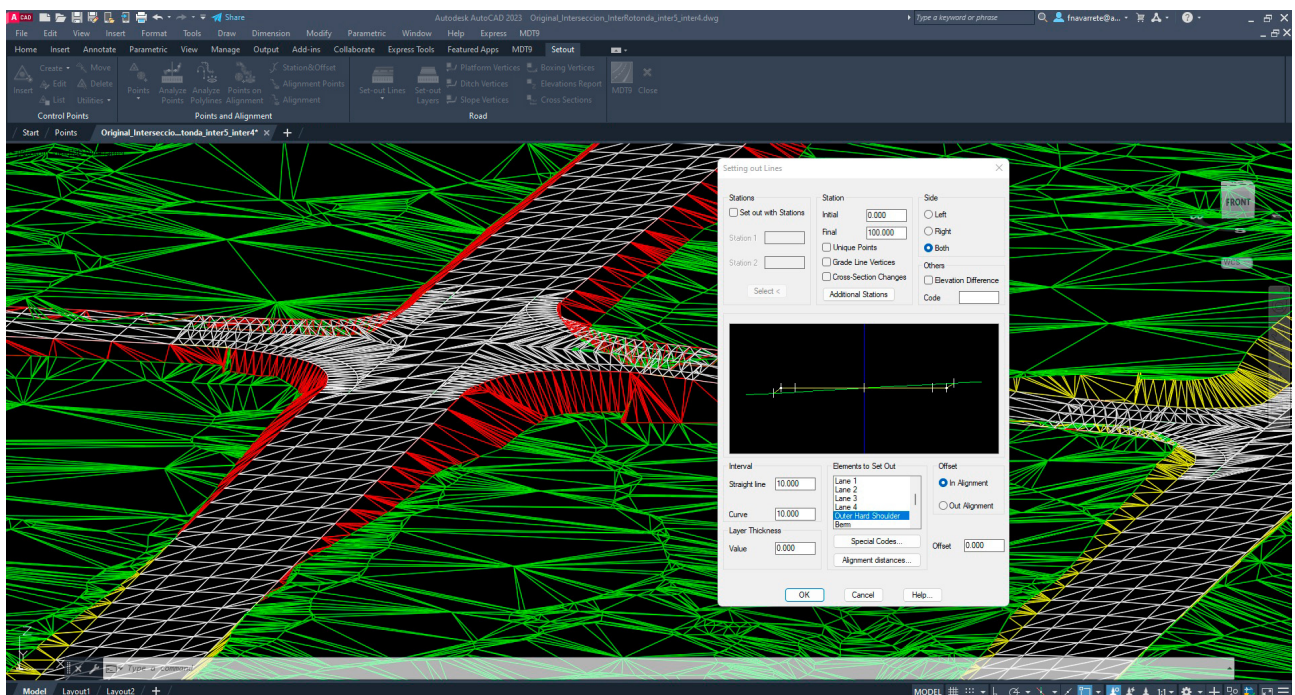 A CAD Share Autodesk AutoCAD 2023 Original_Interseccion_InterRotonda_inter5_inter4.dwg Type a keyword or phrase fnavarrete@a...
File Edit View Insert Format Tools Draw Dimension Modify Parametric Window Help Express MDT9
Home Insert Annotate Parametric View Manage Output Add-ins Collaborate Express Tools Featured Apps MDT9 Setout
Insert
Create Move
Edit Delete
List Utilities
Control Points
Points
Analyze Points
Analyze Polylines
Points on Alignment
Station&Offset
Alignment Points
Alignment
Points and Alignment
Set-out Lines
Set-out Layers
Platform Vertices Boxing Vertices
Ditch Vertices Elevations Report
Slope Vertices Cross Sections
Road
MDT9 Close
Start Points Original_Interseccio...tonda_inter5_inter4*
FRONT
WCS
Setting out Lines
Stations
Set out with Stations
Station 1
Station 2
Select <
Station
Initial 0.000
Final 100.000
Unique Points
Grade Line Vertices
Cross-Section Changes
Additional Stations
Side
Left
Right
Both
Others
Elevation Difference
Code
Interval
Straight line 10.000
Curve 10.000
Layer Thickness
Value 0.000
Elements to Set Out
Lane 1
Lane 2
Lane 3
Lane 4
Outer Hard Shoulder
Berm
Special Codes...
Alignment distances...
Offset
In Alignment
Out Alignment
Offset 0.000
OK Cancel Help...
Type a command
Model Layout1 Layout2 MODEL 1:1